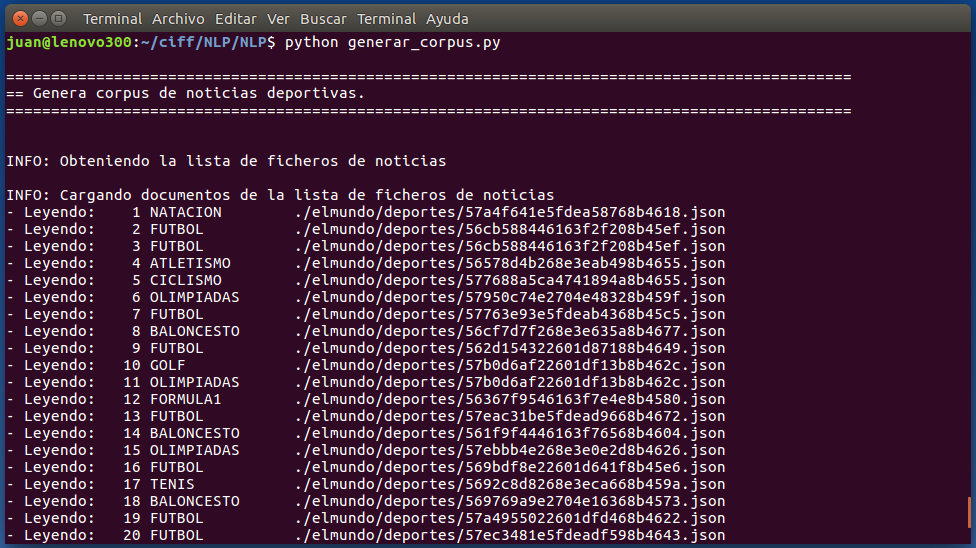 Terminal Archivo Editar Ver Buscar Terminal Ayuda
juan@lenovo300:~/ciff/NLP/NLP$ python generar_corpus.py
==============================================================================================
== Genera corpus de noticias deportivas.
==============================================================================================
INFO: Obteniendo la lista de ficheros de noticias
INFO: Cargando documentos de la lista de ficheros de noticias
- Leyendo:    1 NATACION        ./elmundo/deportes/57a4f641e5fdea58768b4618.json
- Leyendo:    2 FUTBOL          ./elmundo/deportes/56cb588446163f2f208b45ef.json
- Leyendo:    3 FUTBOL          ./elmundo/deportes/56cb588446163f2f208b45ef.json
- Leyendo:    4 ATLETISMO       ./elmundo/deportes/56578d4b268e3eab498b4655.json
- Leyendo:    5 CICLISMO        ./elmundo/deportes/577688a5ca4741894a8b4655.json
- Leyendo:    6 OLIMPIADAS      ./elmundo/deportes/57950c74e2704e48328b459f.json
- Leyendo:    7 FUTBOL          ./elmundo/deportes/57763e93e5fdeab4368b45c5.json
- Leyendo:    8 BALONCESTO      ./elmundo/deportes/56cf7d7f268e3e635a8b4677.json
- Leyendo:    9 FUTBOL          ./elmundo/deportes/562d154322601d87188b4649.json
- Leyendo:   10 GOLF            ./elmundo/deportes/57b0d6af22601df13b8b462c.json
- Leyendo:   11 OLIMPIADAS      ./elmundo/deportes/57b0d6af22601df13b8b462c.json
- Leyendo:   12 FORMULA1        ./elmundo/deportes/56367f9546163f7e4e8b4580.json
- Leyendo:   13 FUTBOL          ./elmundo/deportes/57eac31be5fdead9668b4672.json
- Leyendo:   14 BALONCESTO      ./elmundo/deportes/561f9f4446163f76568b4604.json
- Leyendo:   15 OLIMPIADAS      ./elmundo/deportes/57ebbb4e268e3e0e2d8b4626.json
- Leyendo:   16 FUTBOL          ./elmundo/deportes/569bdf8e22601d641f8b45e6.json
- Leyendo:   17 TENIS           ./elmundo/deportes/5692c8d8268e3eca668b459a.json
- Leyendo:   18 BALONCESTO      ./elmundo/deportes/569769a9e2704e16368b4573.json
- Leyendo:   19 FUTBOL          ./elmundo/deportes/57a4955022601dfd468b4622.json
- Leyendo:   20 FUTBOL          ./elmundo/deportes/57ec3481e5fdeadf598b4643.json